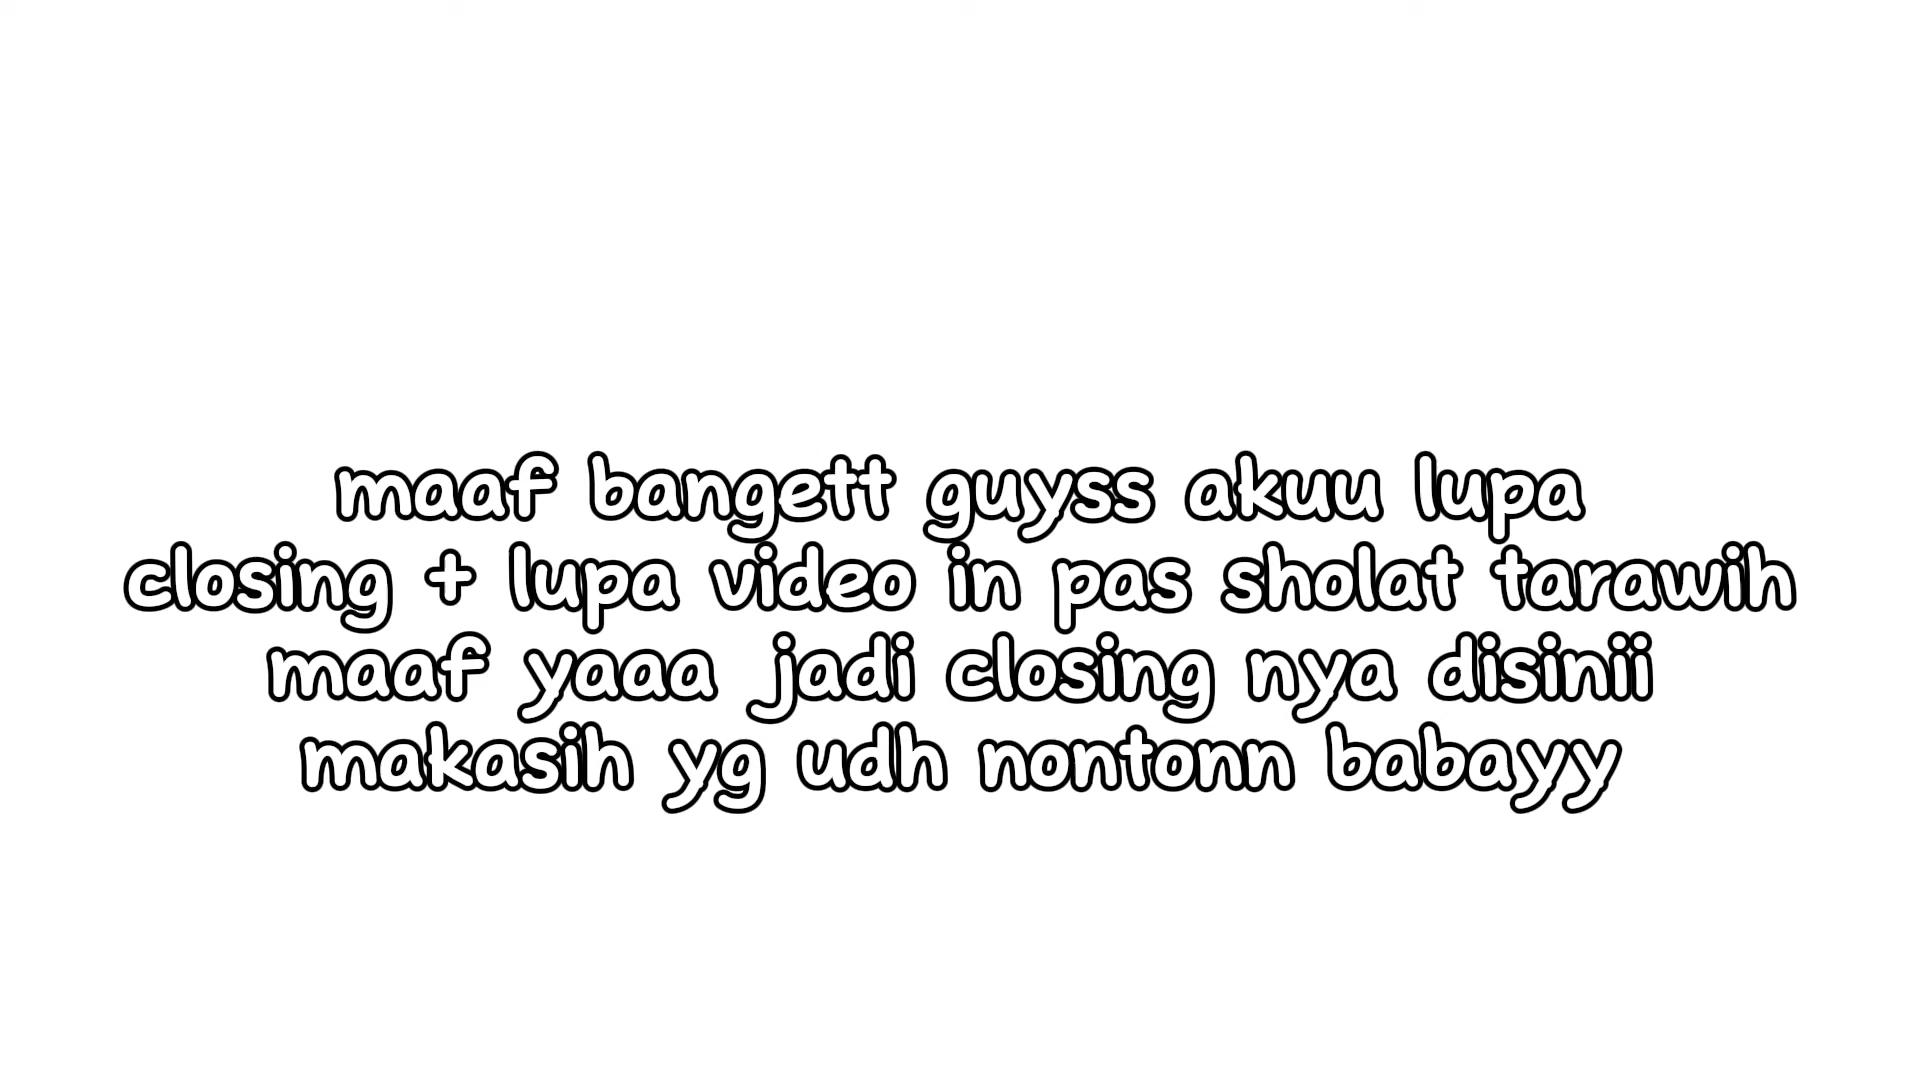 maaf bangett guyss akuu lupa
closing + lupa video in pas sholat tarawih
maaf yaaa jadi closing nya disinii
makasih yg udh nontonn babayy